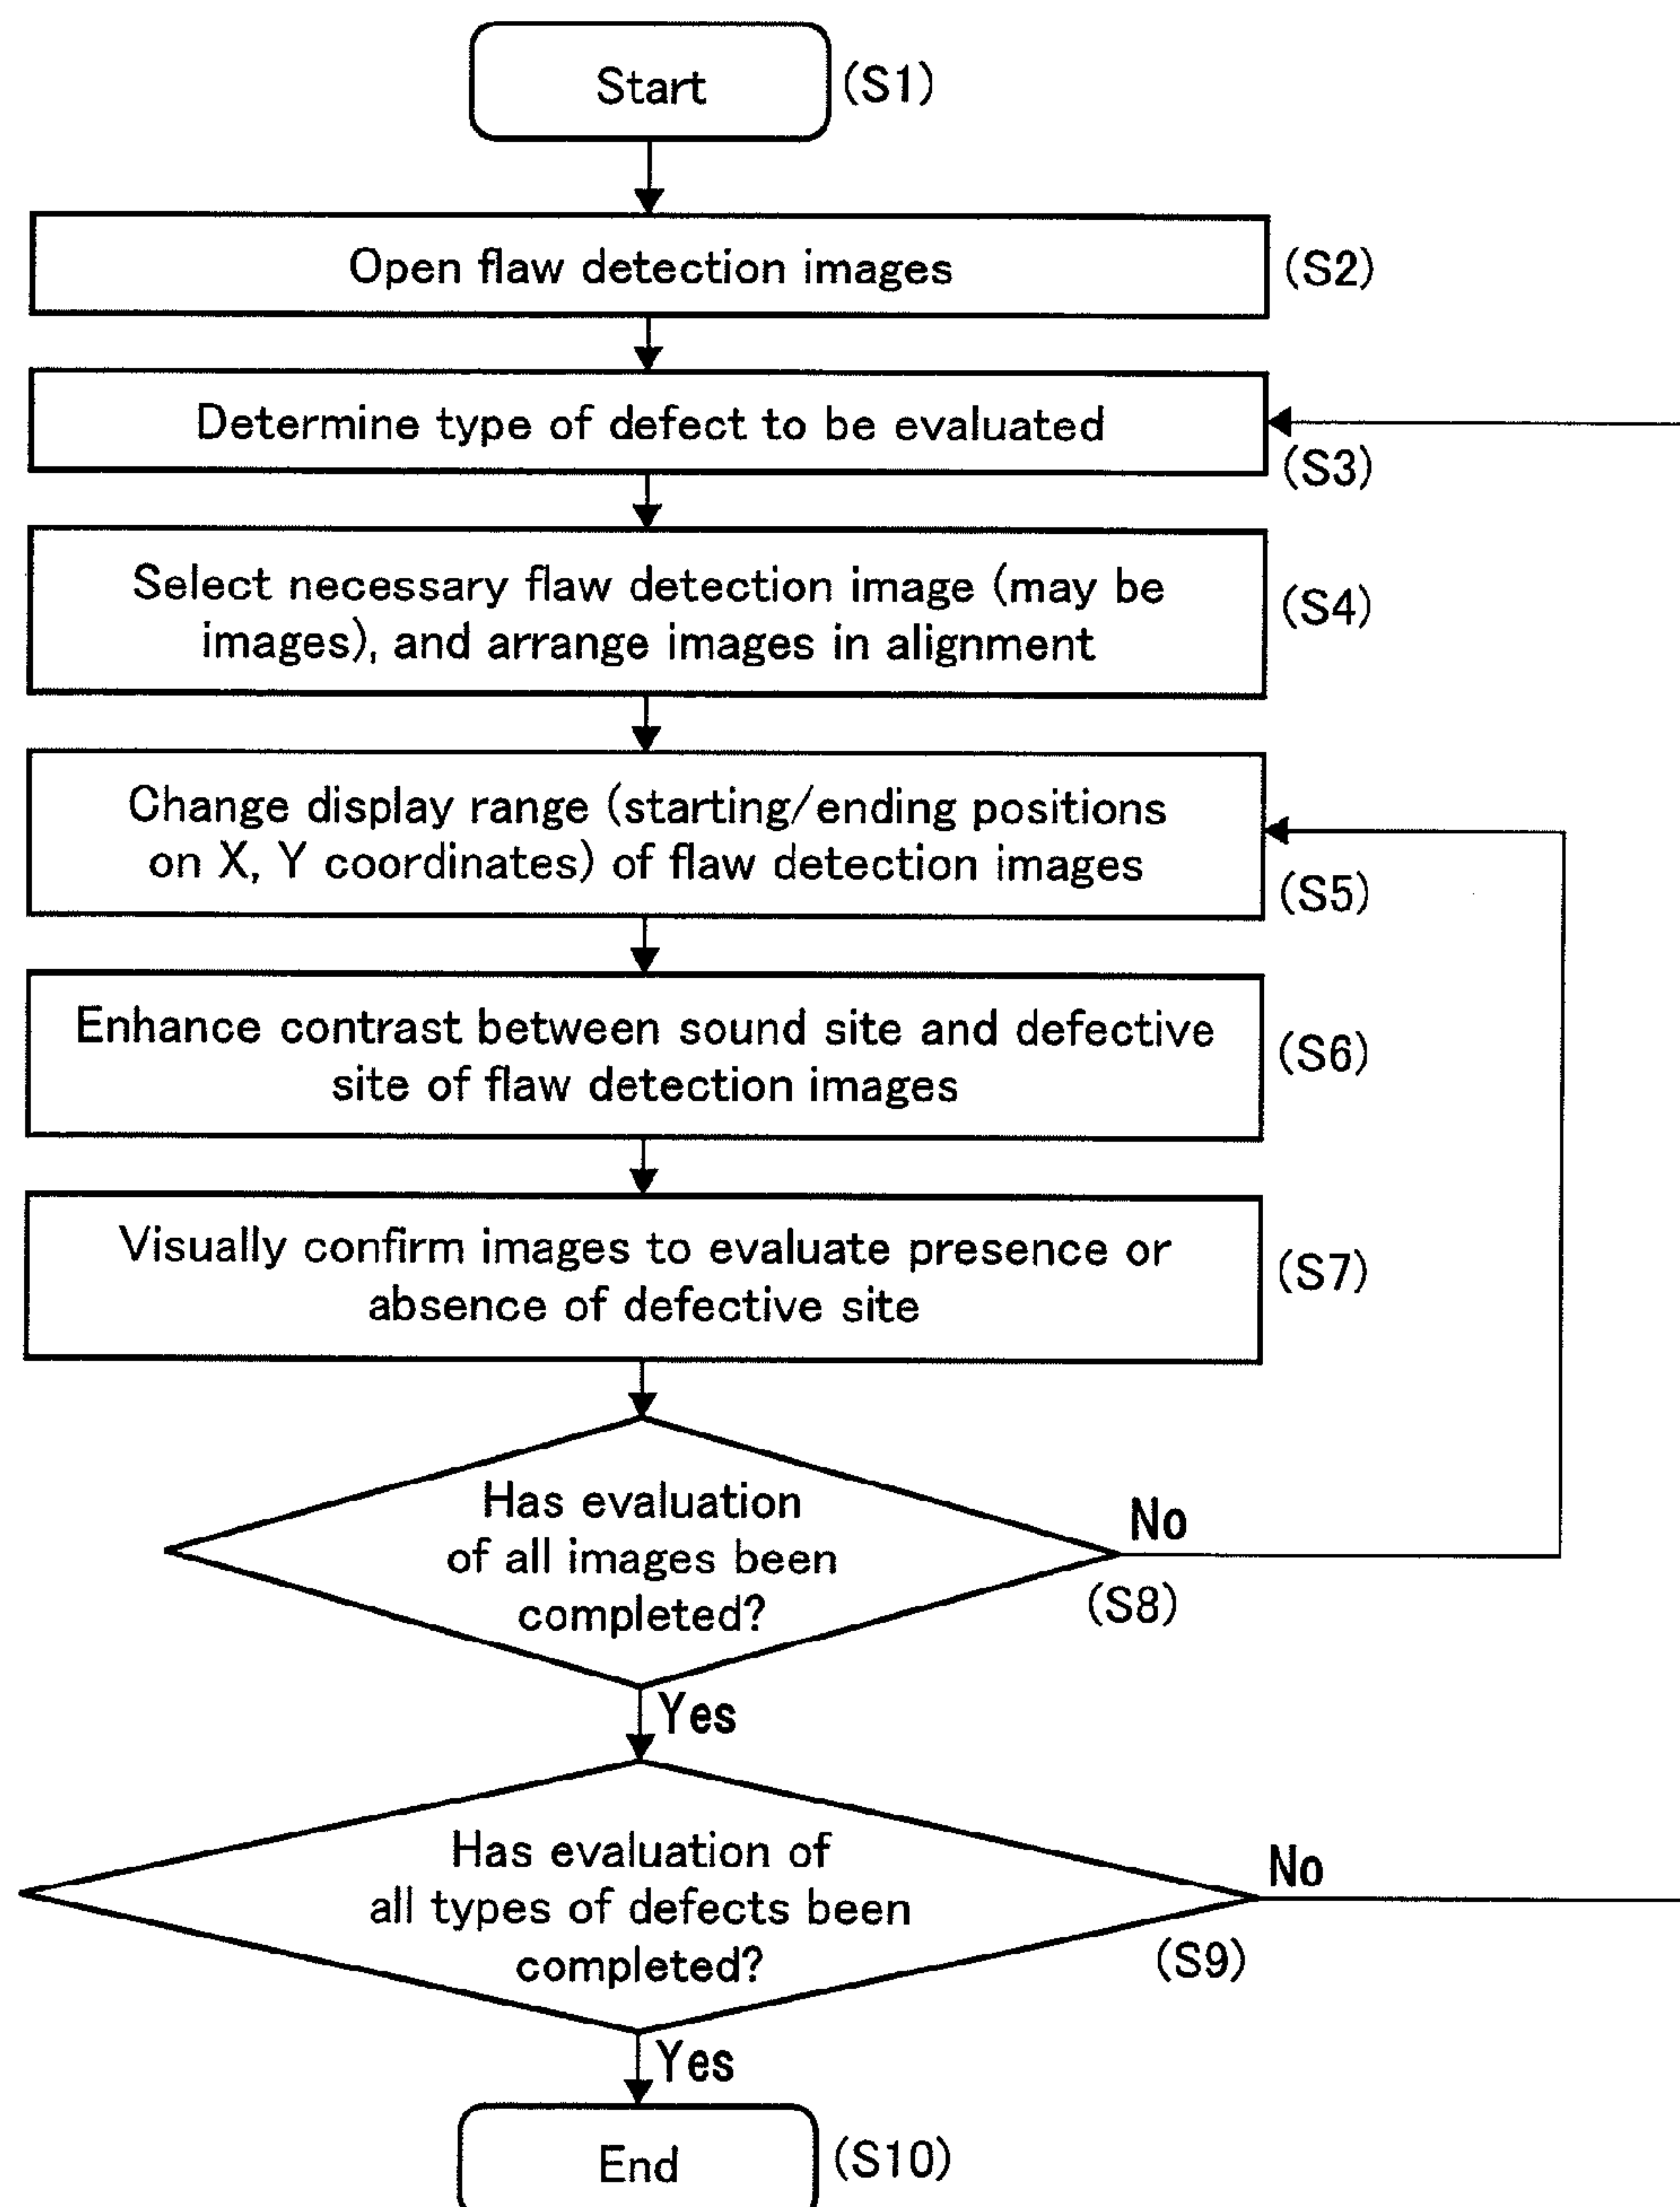 Start
(S1)
Open flaw detection images
(S2)
Determine type of defect to be evaluated
(S3)
Select necessary flaw detection image (may be
images), and arrange images in alignment
(S4)
Change display range (starting/ending positions
on X, Y coordinates) of flaw detection images
(S5)
Enhance contrast between sound site and defective
site of flaw detection images
(S6)
Visually confirm images to evaluate presence or
absence of defective site
(S7)
Has evaluation
of all images been
completed?
No
(S8)
Yes
Has evaluation of
all types of defects been
completed?
No
(S9)
Yes
End
(S10)